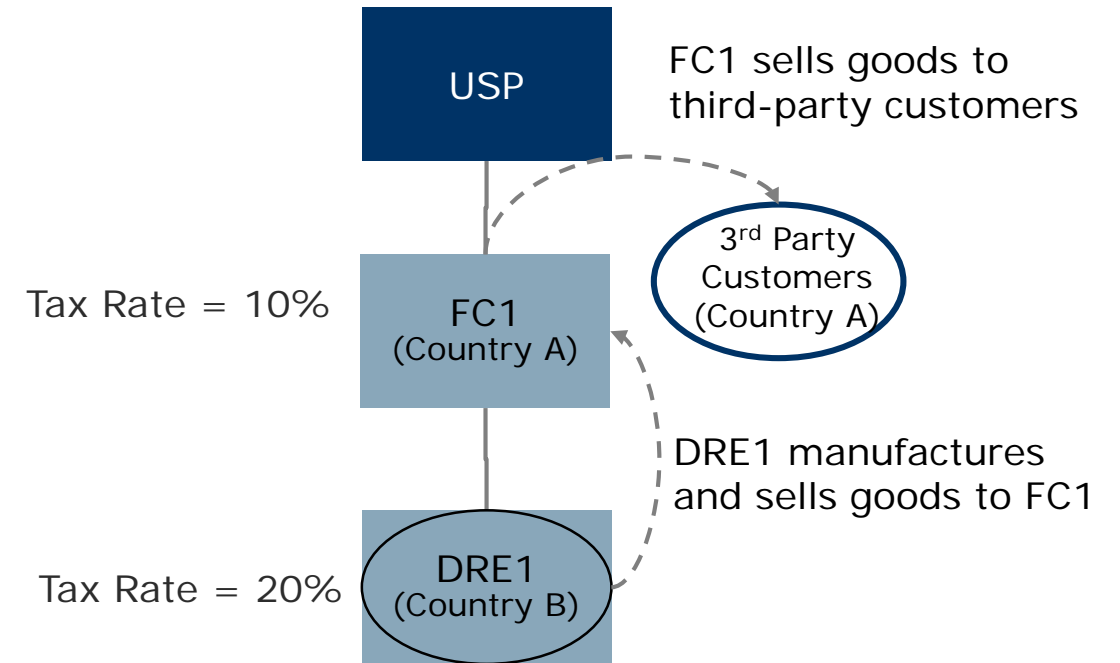 USP
FC1 sells goods to
third-party customers
3rd Party
Customers
(Country A)
Tax Rate = 10%
FC1
(Country A)
DRE1 manufactures
and sells goods to FC1
Tax Rate = 20%
DRE1
(Country B)